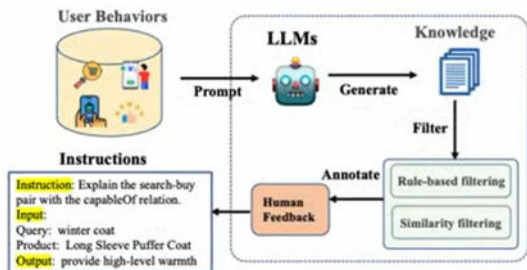 User Behaviors
LLMs
Knowledge
Prompt
Generate
Filter
Instructions
Annotate
Instruction: Explain the search-buy
pair with the capableOf relation.
Input:
Query: winter coat
Product: Long Sleeve Puffer Coat
Output: provide high-level warmth
Human
Feedback
Rule-based filtering
Similarity filtering